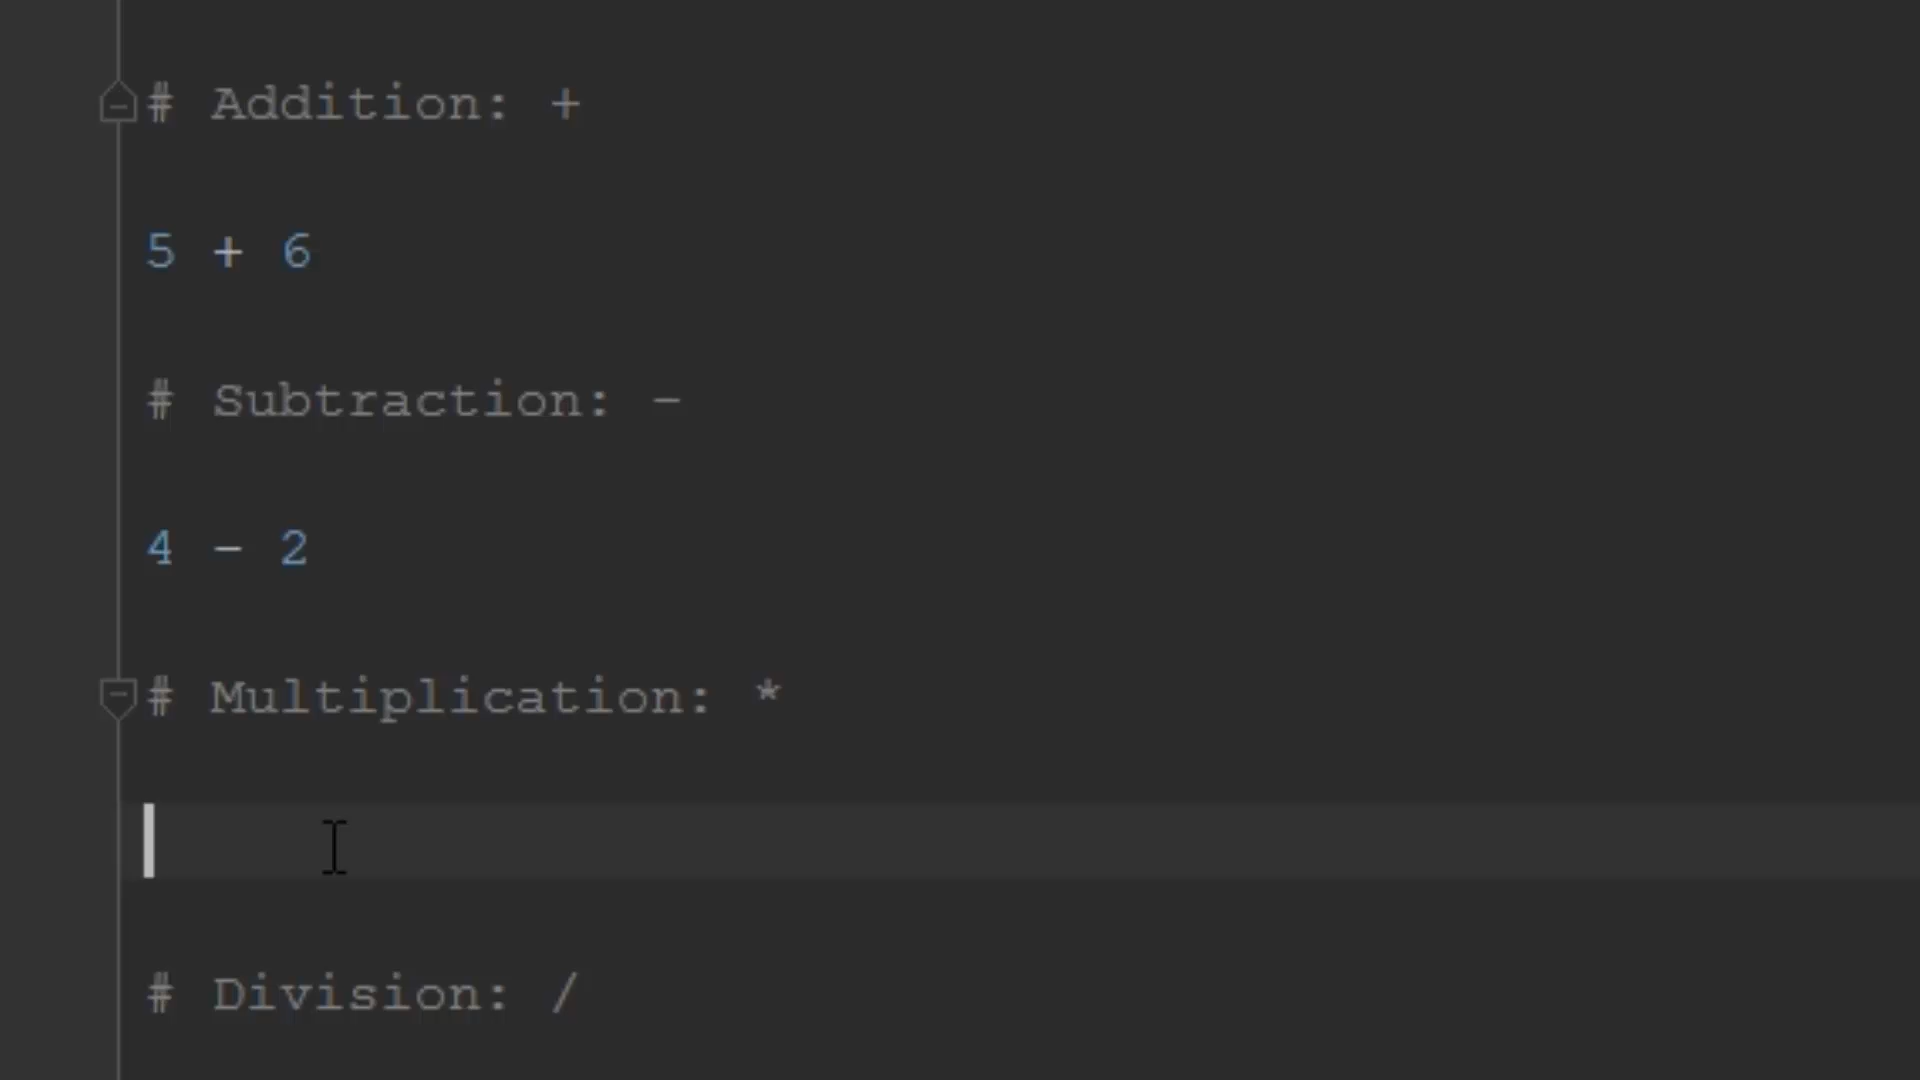 # Addition: +
5 + 6
# Subtraction: -
4 - 2
# Multiplication: *
# Division: /